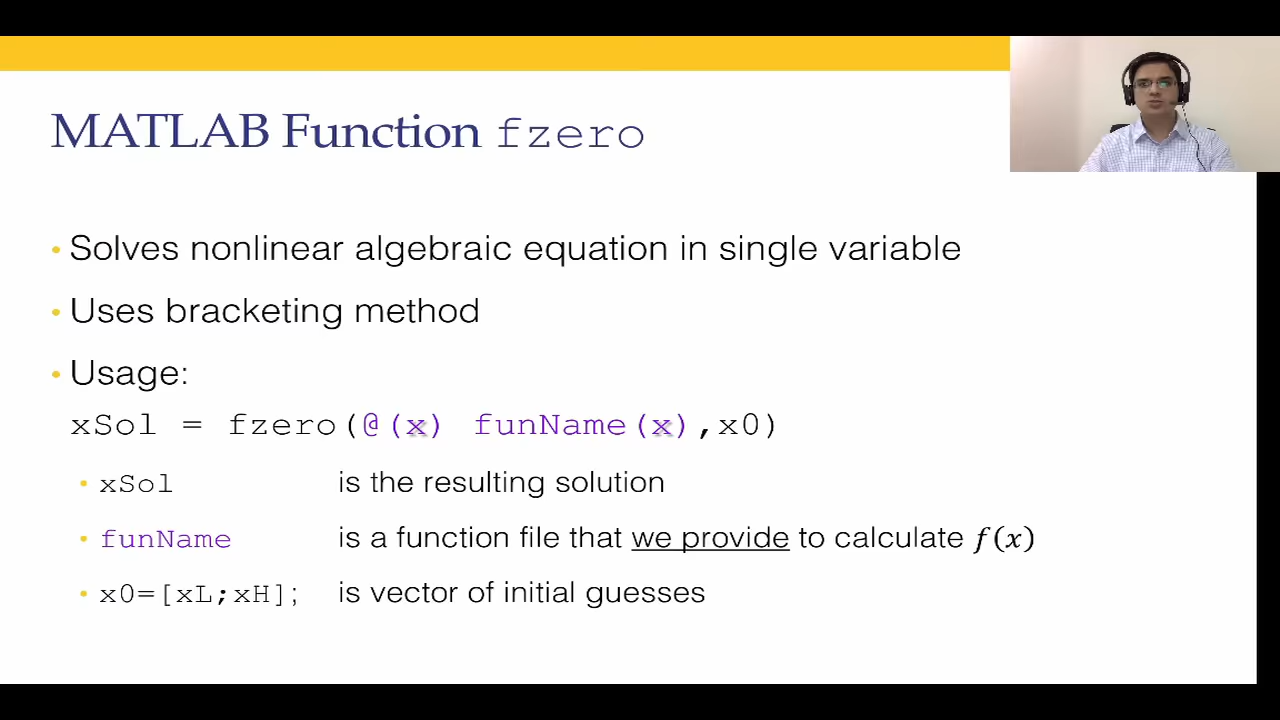 MATLAB Function fzero
• Solves nonlinear algebraic equation in single variable
• Uses bracketing method
• Usage:
xSol = fzero(@(x) funName(x),x0)
• xSol is the resulting solution
• funName is a function file that we provide to calculate f(x)
• x0=[xL;xH]; is vector of initial guesses